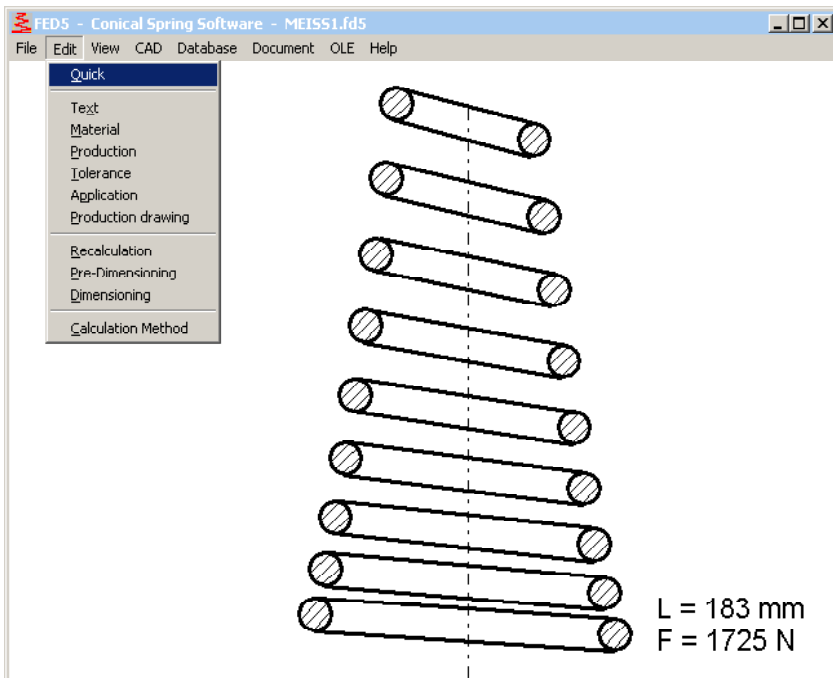 FED5 - Conical Spring Software - MEISS1.fd5
File Edit View CAD Database Document OLE Help
Quick
Text
Material
Production
Tolerance
Application
Production drawing
Recalculation
Pre-Dimensioning
Dimensioning
Calculation Method
L = 183 mm
F = 1725 N